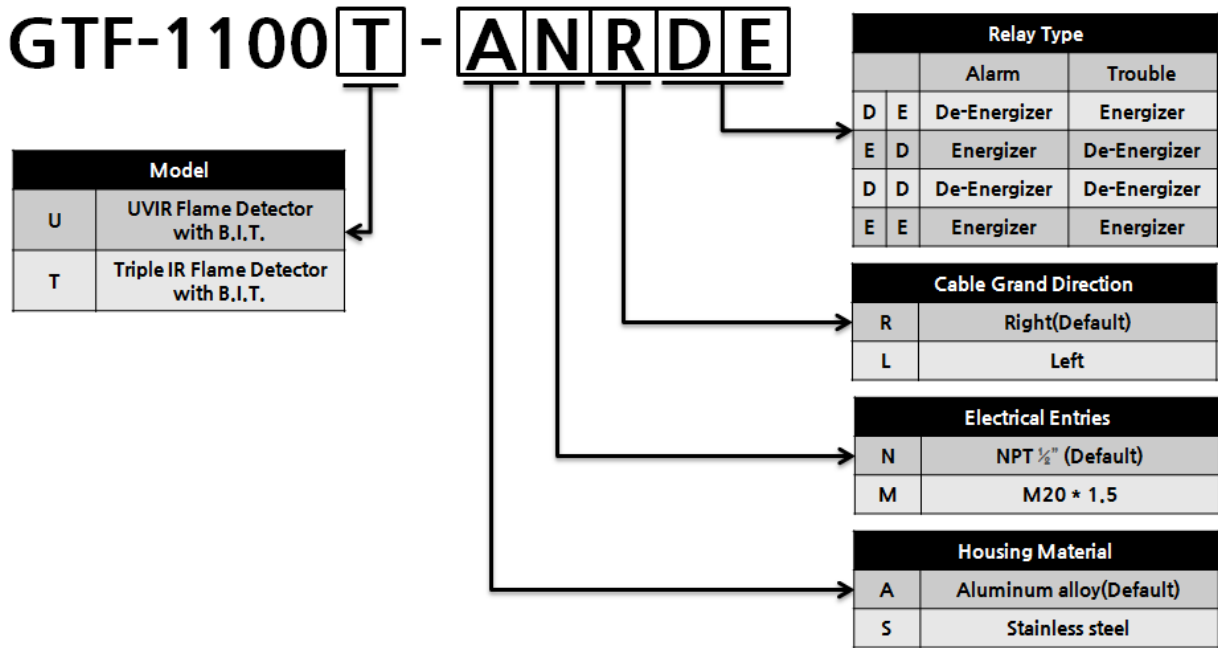 GTF-1100 T - A N R D E
Model
U UVIR Flame Detector
with B.I.T.
T Triple IR Flame Detector
with B.I.T.
Relay Type
Alarm Trouble
D E De-Energizer Energizer
E D Energizer De-Energizer
D D De-Energizer De-Energizer
E E Energizer Energizer
Cable Grand Direction
R Right(Default)
L Left
Electrical Entries
N NPT ½" (Default)
M M20 * 1.5
Housing Material
A Aluminum alloy(Default)
S Stainless steel